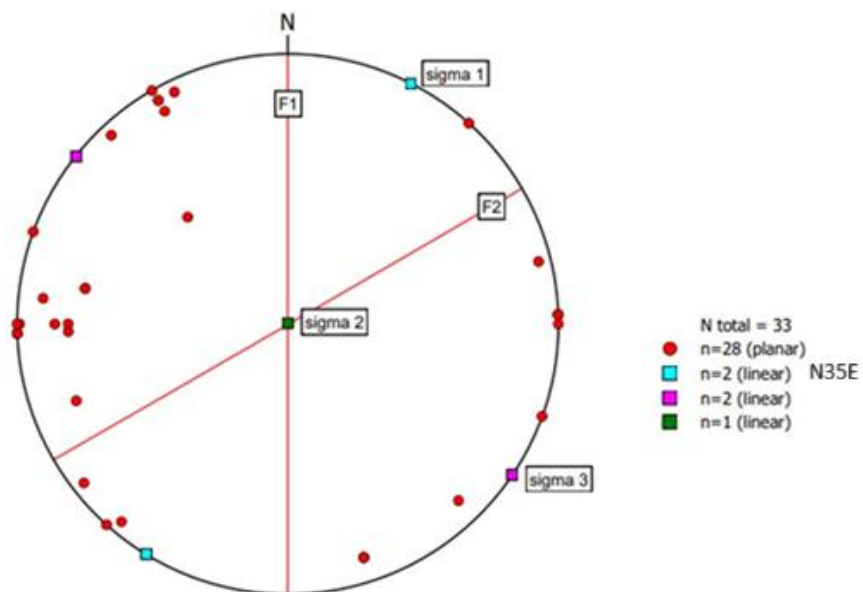 N
sigma 1
F1
F2
sigma 2
sigma 3
N total = 33
n=28 (planar)
n=2 (linear) N35E
n=2 (linear)
n=1 (linear)